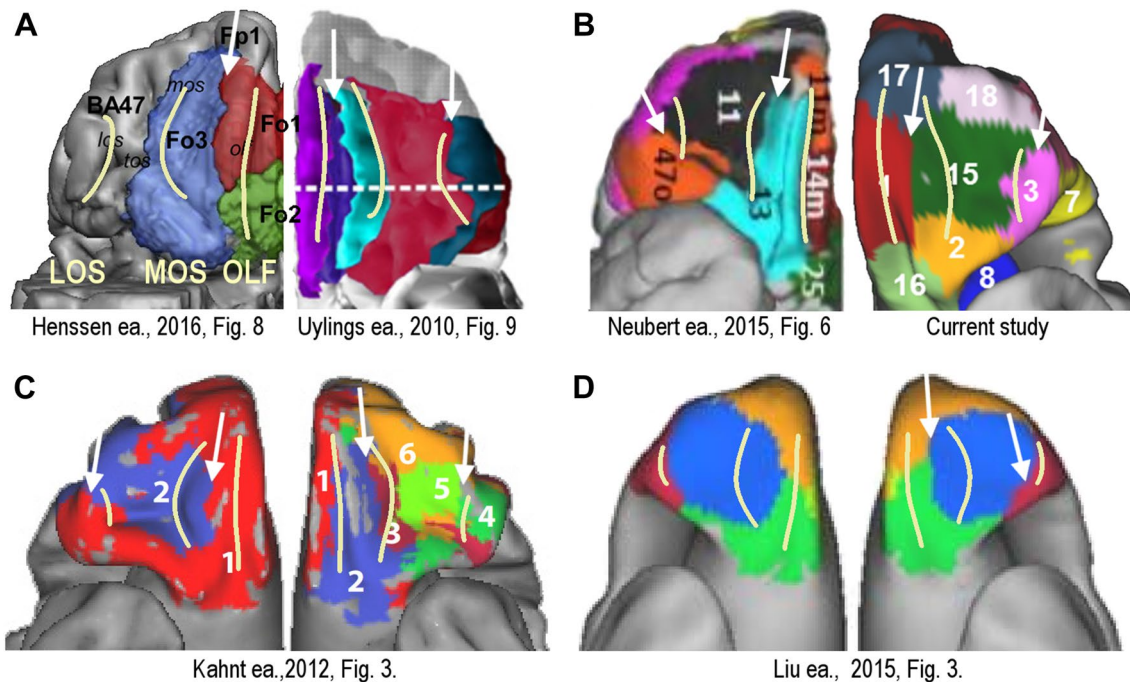 A
Fp1
mos
BA47
los
tos
Fo3
Fo1
olf
Fo2
LOS MOS OLF
Henssen ea., 2016, Fig. 8
Uylings ea., 2010, Fig. 9
B
11
11m
47o
13
14m
25
Neubert ea., 2015, Fig. 6
17
18
1
15
3
7
2
16
8
Current study
C
2
1
1
6
5
4
3
2
Kahnt ea.,2012, Fig. 3.
D
Liu ea., 2015, Fig. 3.